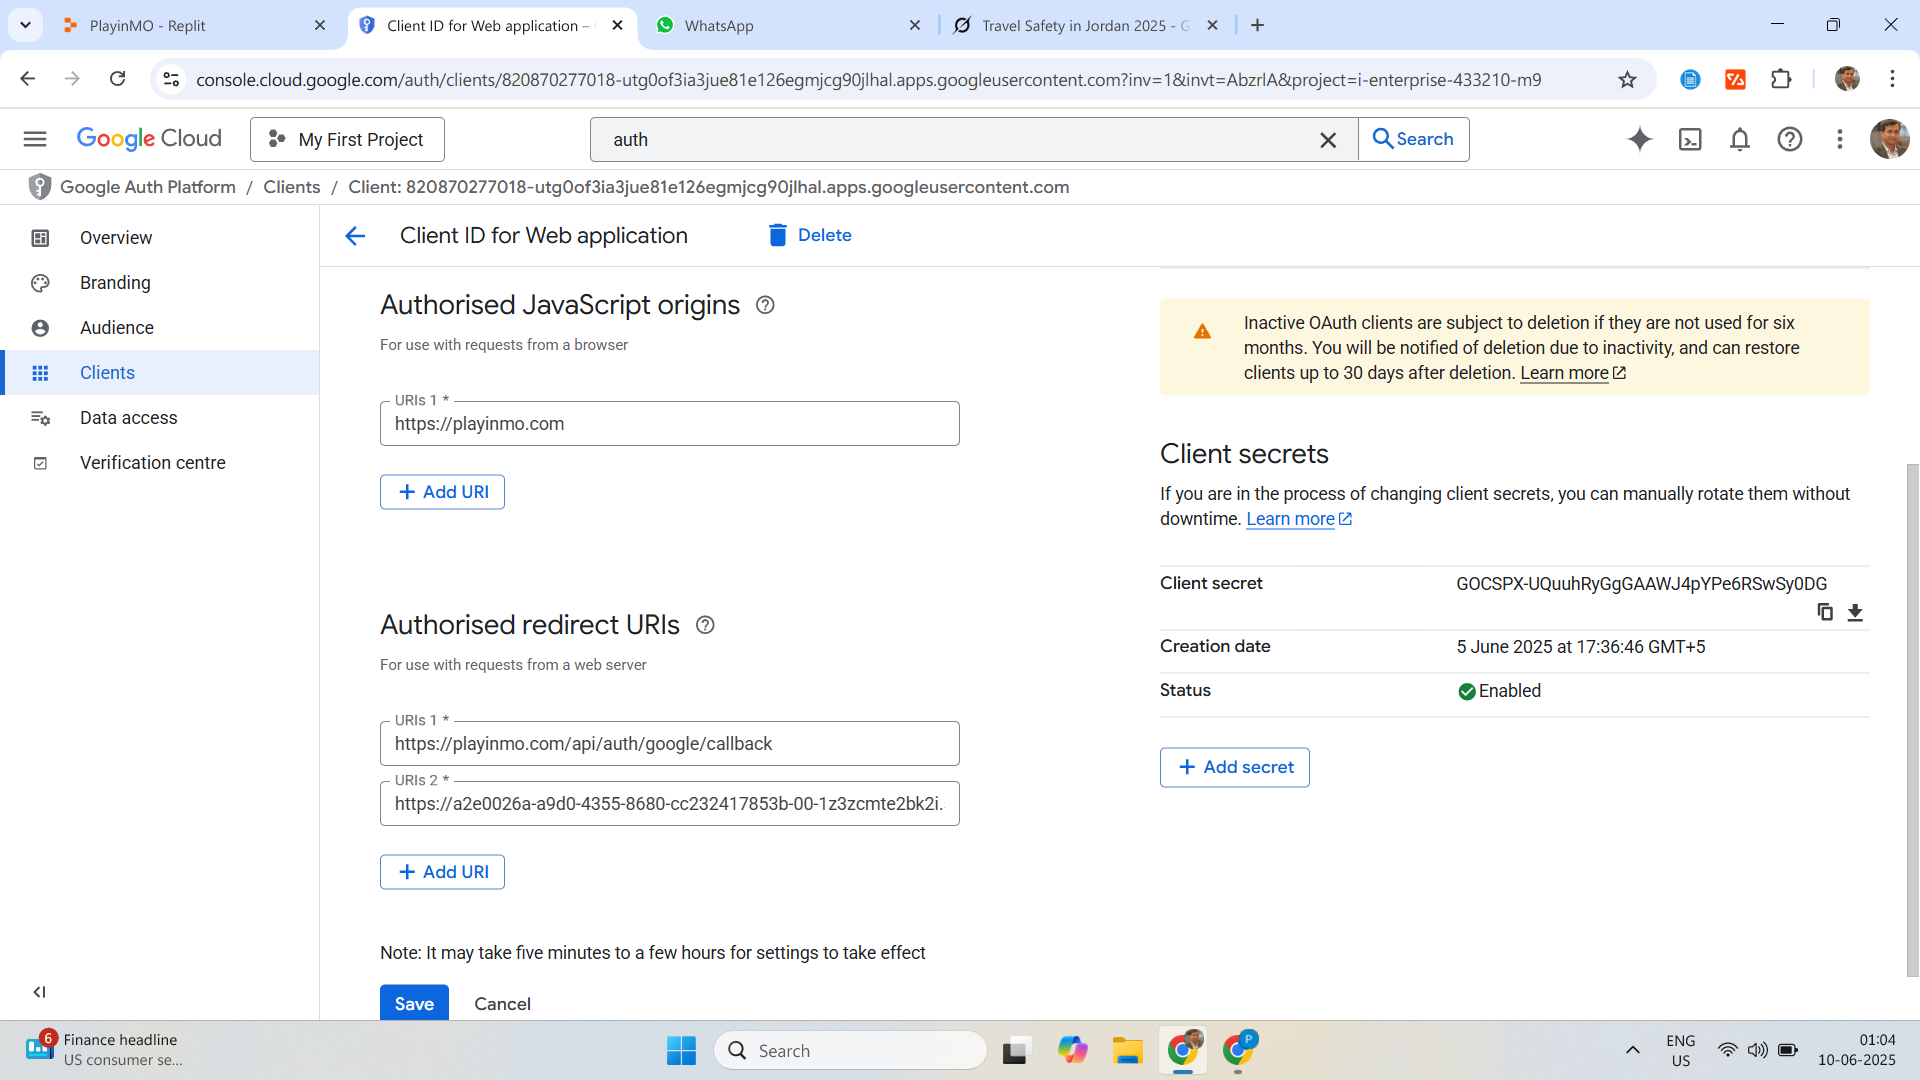 PlayinMO - Replit
Client ID for Web application –
WhatsApp
Travel Safety in Jordan 2025 - G
console.cloud.google.com/auth/clients/820870277018-utg0of3ia3jue81e126egmjcg90jlhal.apps.googleusercontent.com?inv=1&invt=AbzrlA&project=i-enterprise-433210-m9
Google Cloud
My First Project
auth
Search
Google Auth Platform / Clients / Client: 820870277018-utg0of3ia3jue81e126egmjcg90jlhal.apps.googleusercontent.com
Overview
Branding
Audience
Clients
Data access
Verification centre
Client ID for Web application
Delete
Authorised JavaScript origins
For use with requests from a browser
URIs 1 *
https://playinmo.com
Add URI
Authorised redirect URIs
For use with requests from a web server
URIs 1 *
https://playinmo.com/api/auth/google/callback
URIs 2 *
https://a2e0026a-a9d0-4355-8680-cc232417853b-00-1z3zcmte2bk2i.
Add URI
Note: It may take five minutes to a few hours for settings to take effect
Save
Cancel
Inactive OAuth clients are subject to deletion if they are not used for six
months. You will be notified of deletion due to inactivity, and can restore
clients up to 30 days after deletion. Learn more
Client secrets
If you are in the process of changing client secrets, you can manually rotate them without
downtime. Learn more
Client secret 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
Creation date 5 June 2025 at 17:36:46 GMT+5
Status Enabled
Add secret
6
Finance headline
US consumer se...
Search
P
ENG
US
01:04
10-06-2025